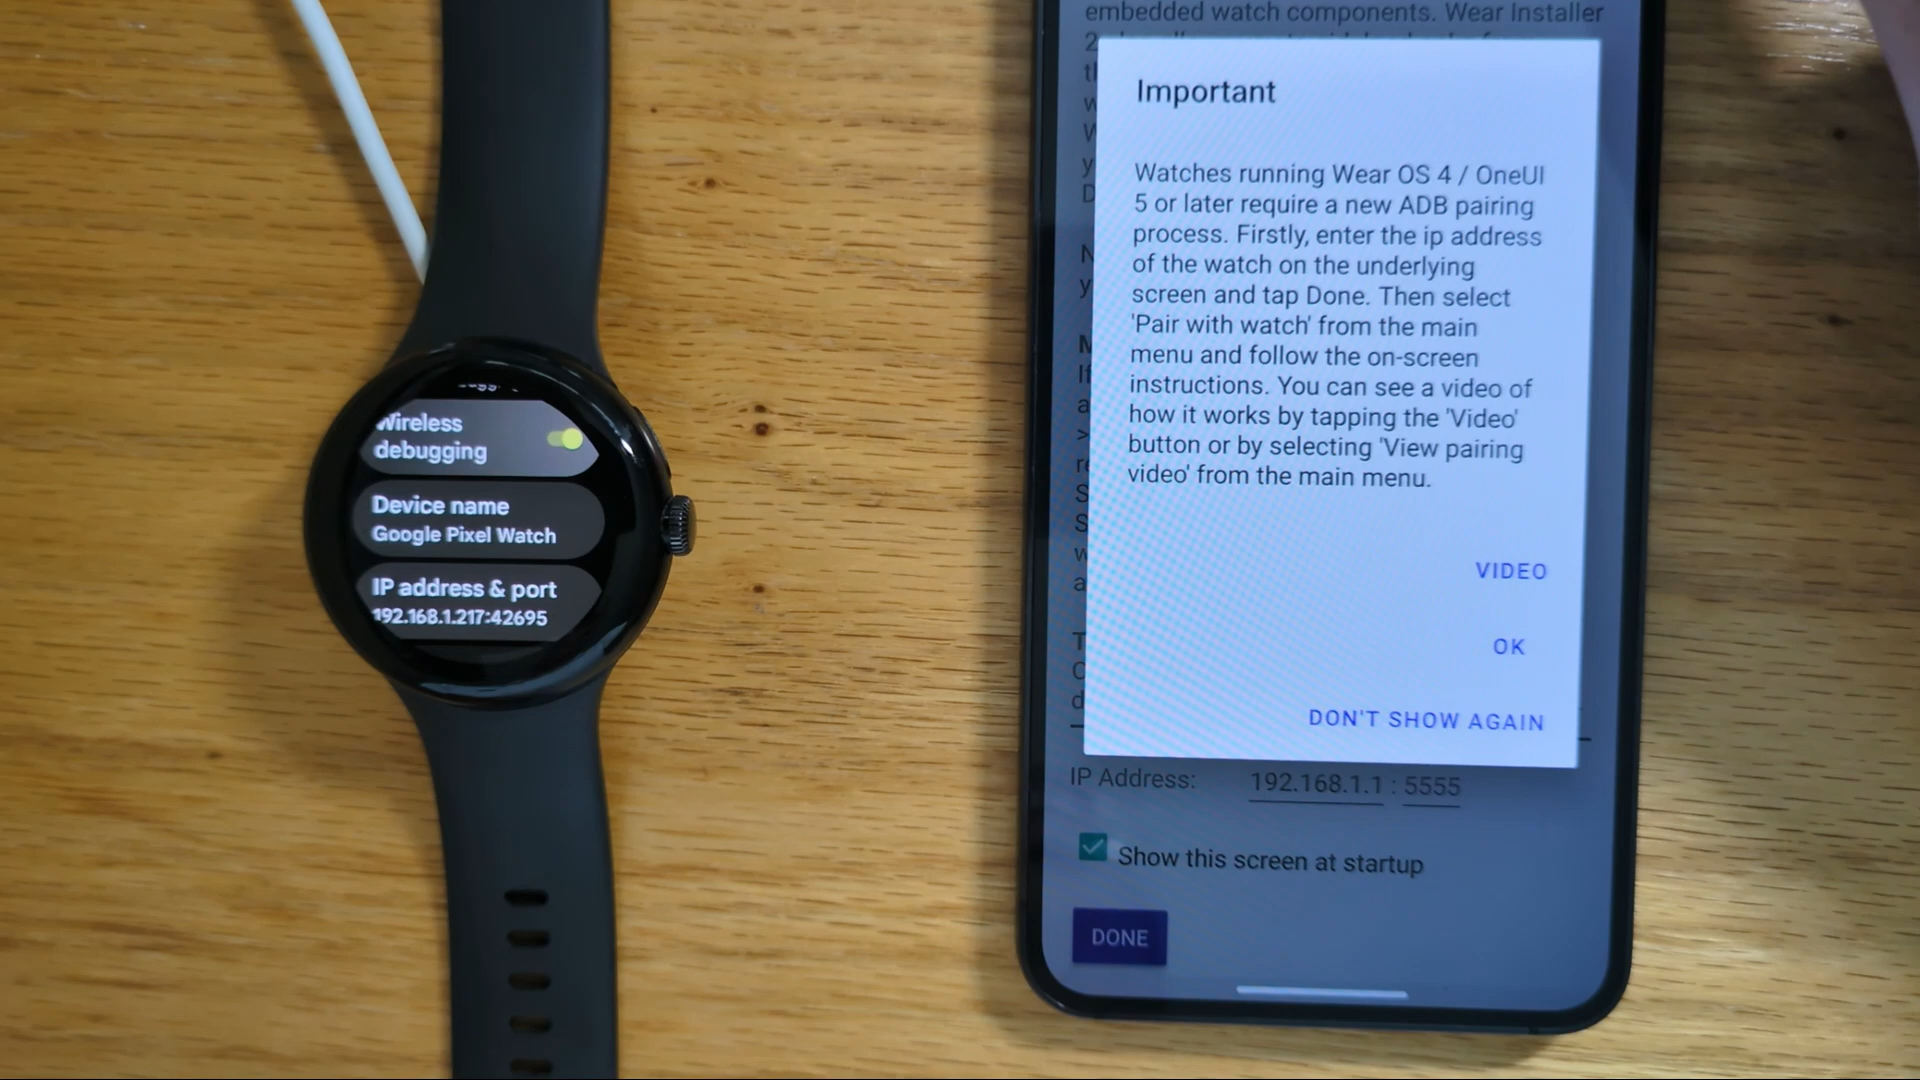 Wireless
debugging
Device name
Google Pixel Watch
IP address & port
192.168.1.217:42695
embedded watch components. Wear Installer
Important
Watches running Wear OS 4 / OneUI
5 or later require a new ADB pairing
process. Firstly, enter the ip address
of the watch on the underlying
screen and tap Done. Then select
'Pair with watch' from the main
menu and follow the on-screen
instructions. You can see a video of
how it works by tapping the 'Video'
button or by selecting 'View pairing
video' from the main menu.
VIDEO
OK
DON'T SHOW AGAIN
IP Address: 192.168.1.1 : 5555
Show this screen at startup
DONE